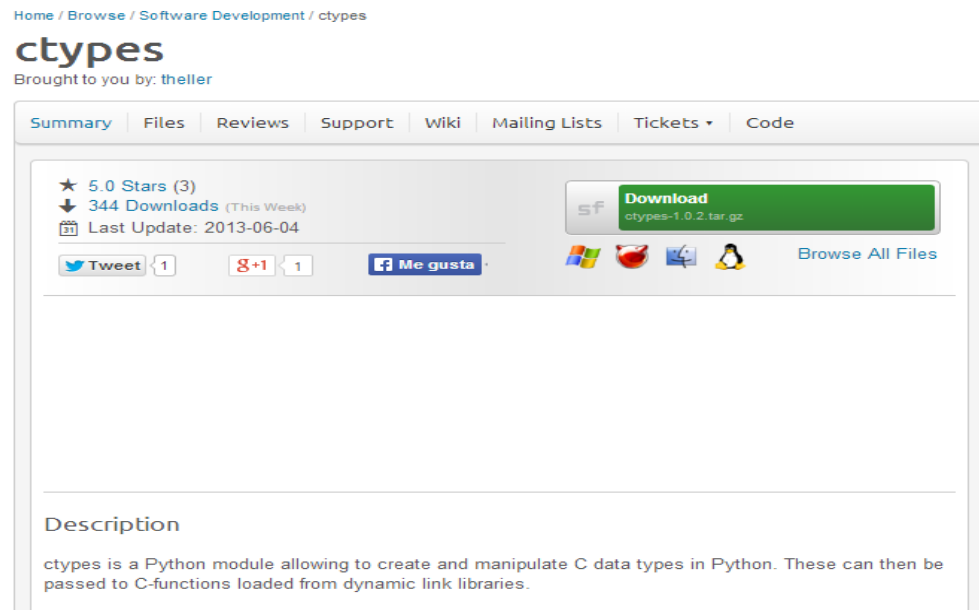 Home / Browse / Software Development / ctypes
ctypes
Brought to you by: theller
Summary Files Reviews Support Wiki Mailing Lists Tickets Code
5.0 Stars (3)
344 Downloads (This Week)
31 Last Update: 2013-06-04
sf Download
ctypes-1.0.2.tar.gz
Browse All Files
Tweet 1 g+1 1 f Me gusta
Description
ctypes is a Python module allowing to create and manipulate C data types in Python. These can then be
passed to C-functions loaded from dynamic link libraries.